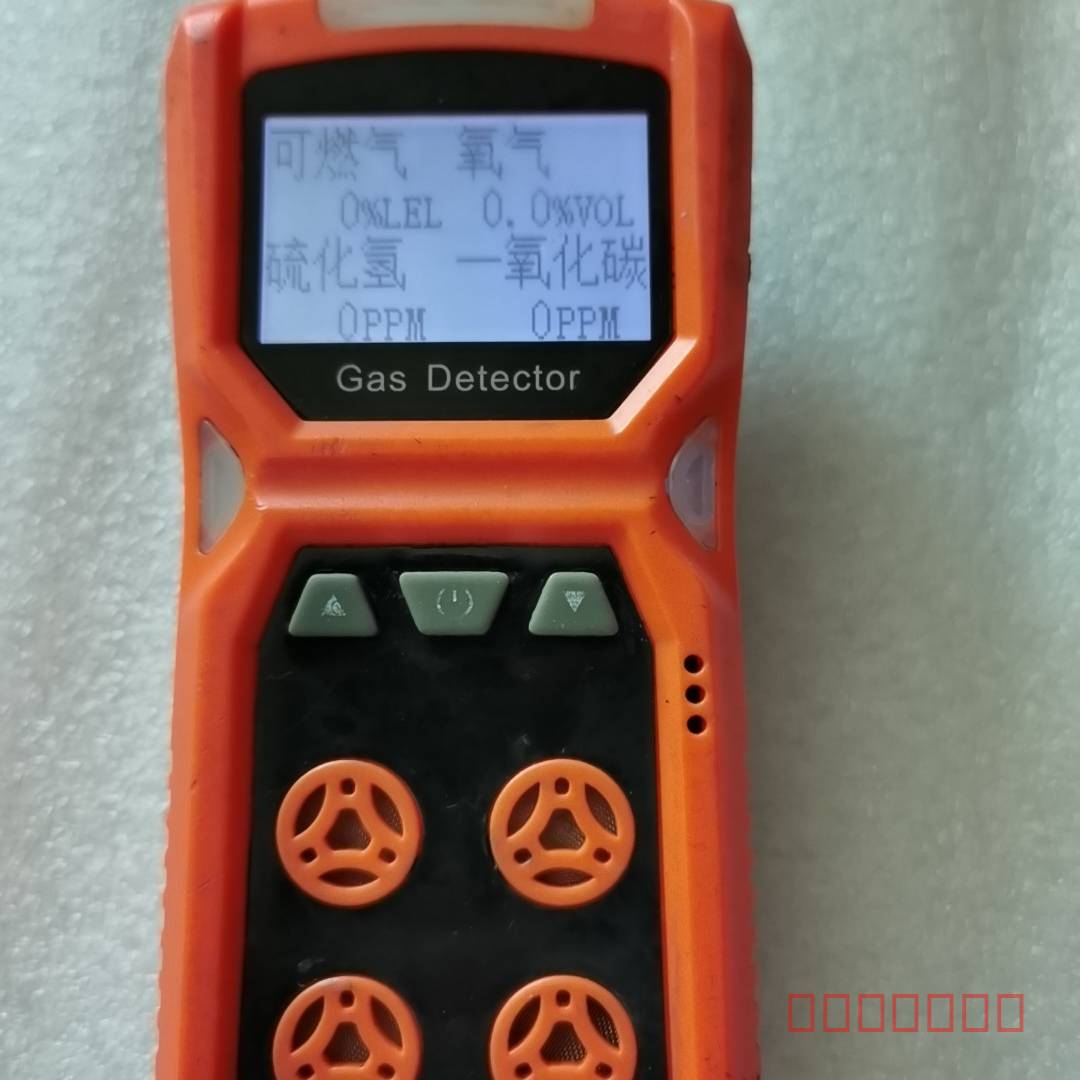 可燃气 氧气
0%LEL 0.0%VOL
硫化氢 一氧化碳
0PPM 0PPM
Gas Detector